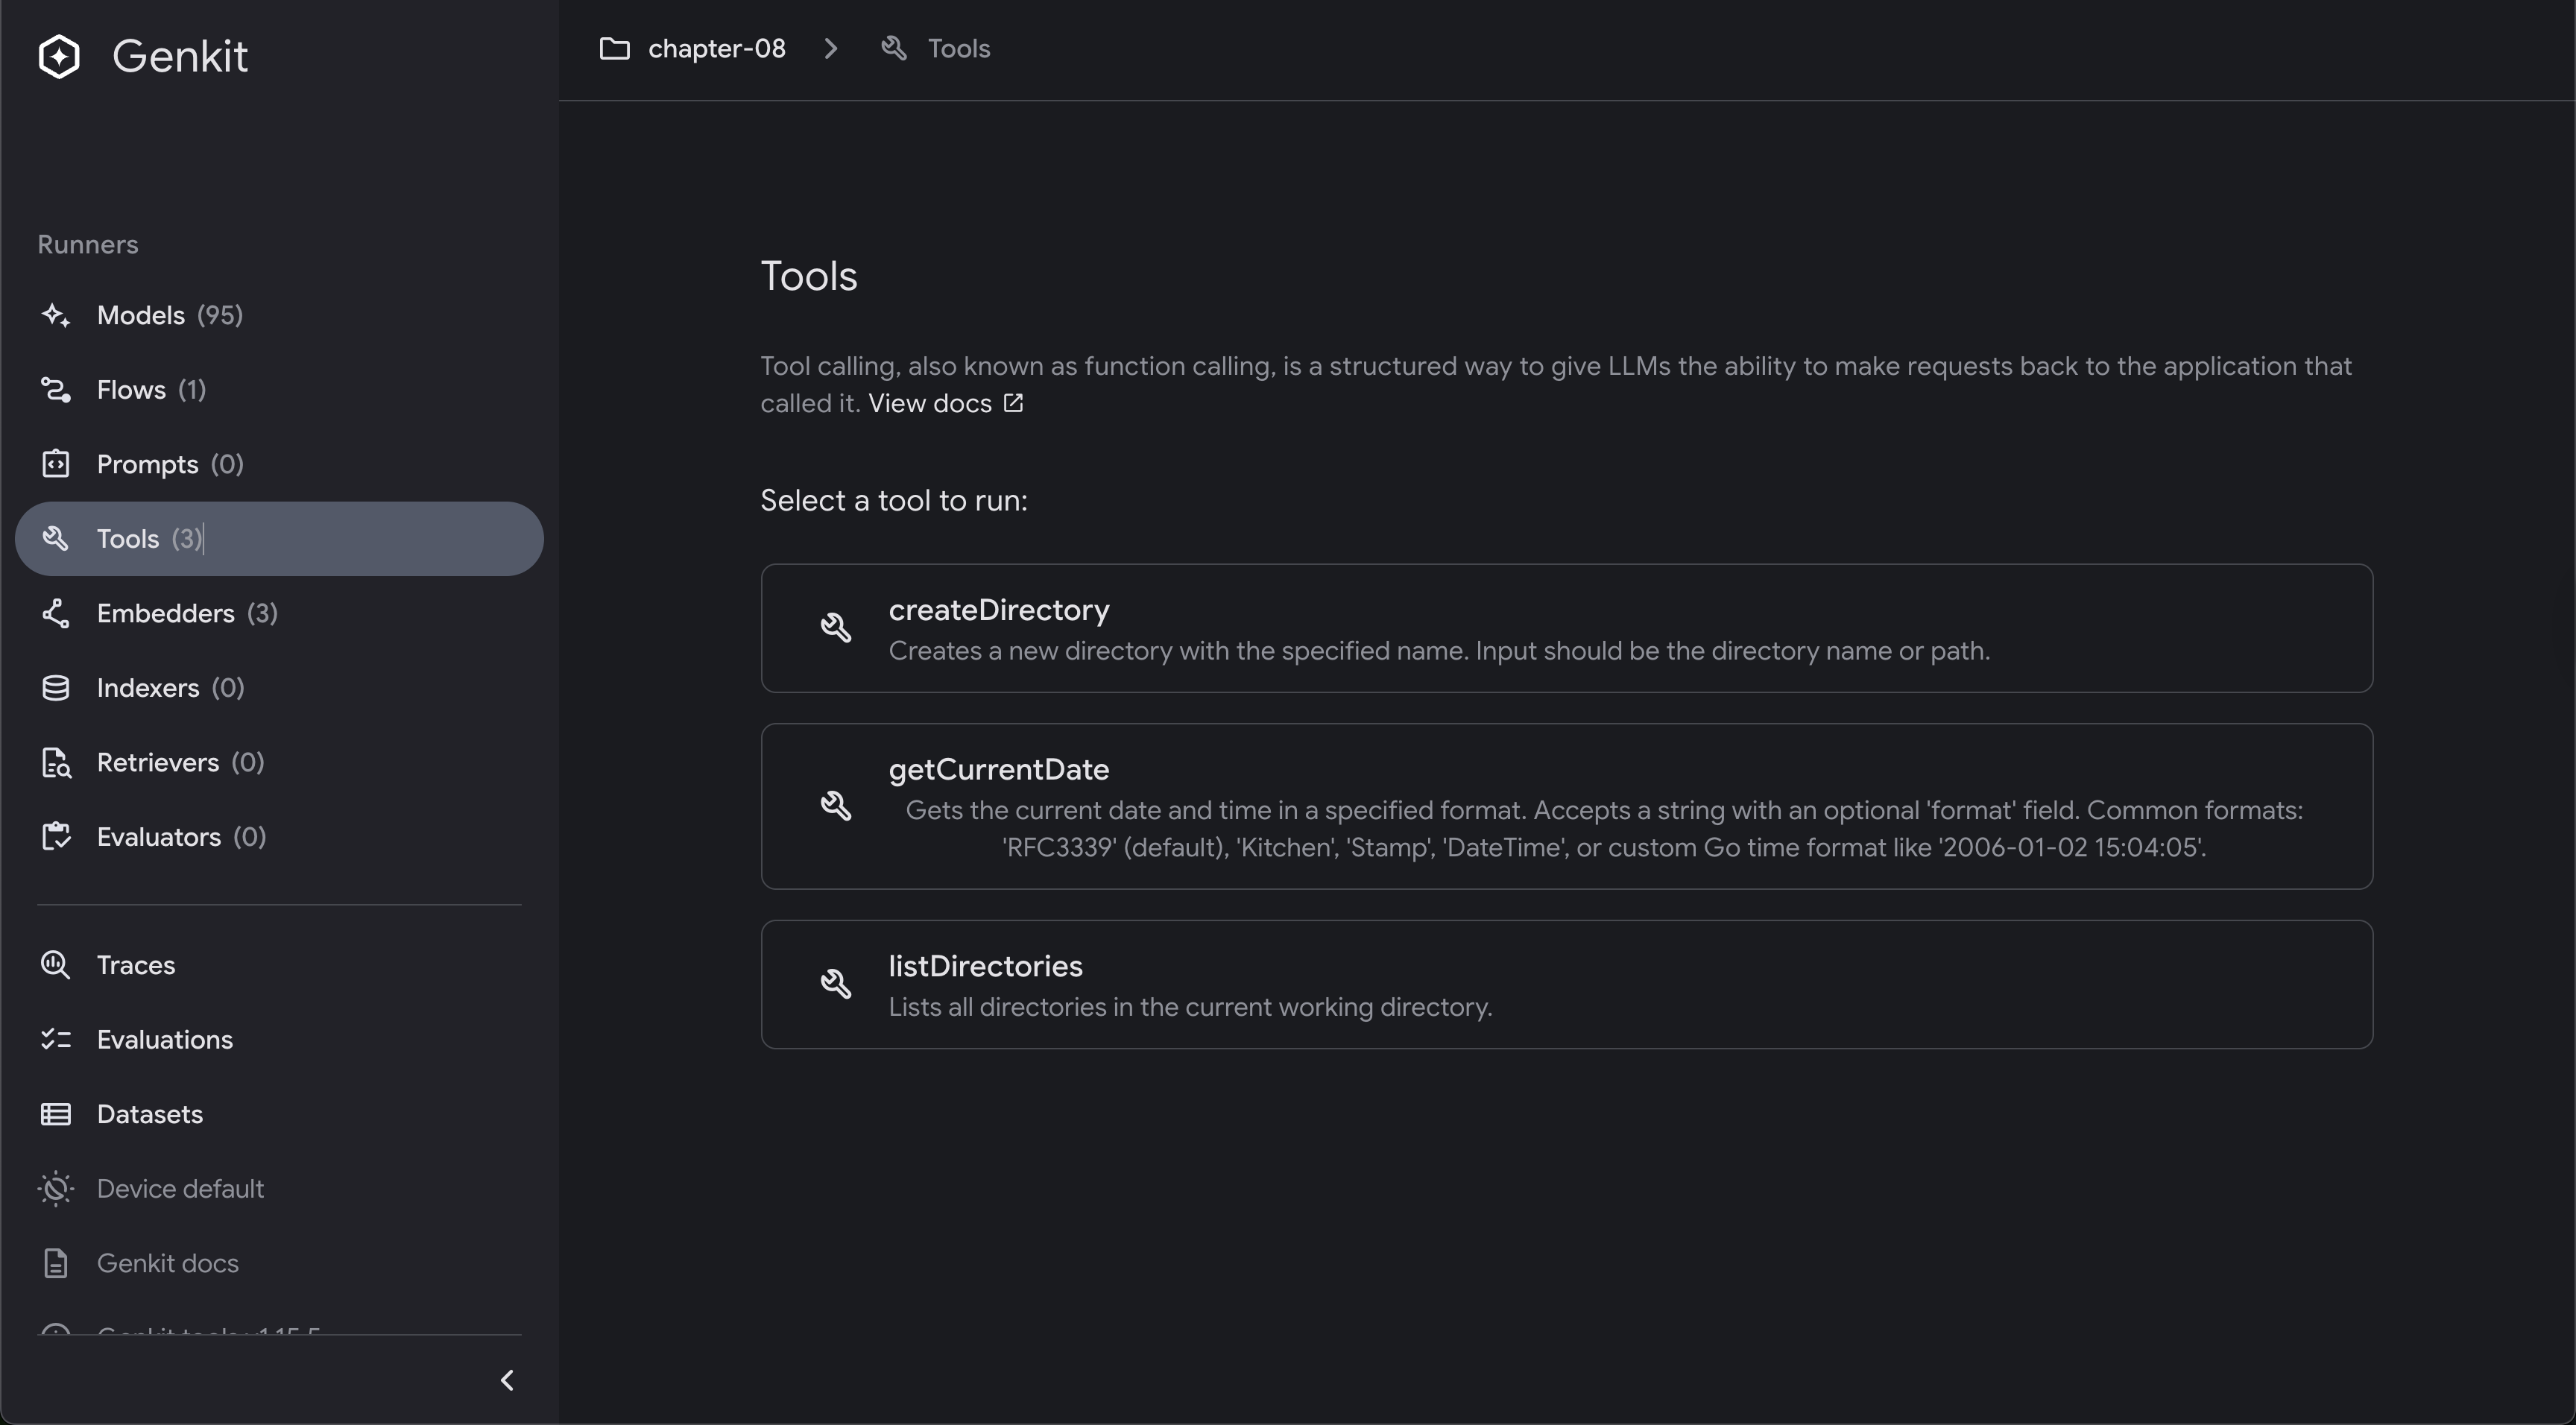 Genkit
Runners
Models (95)
Flows (1)
Prompts (0)
Tools (3)
Embedders (3)
Indexers (0)
Retrievers (0)
Evaluators (0)
Traces
Evaluations
Datasets
Device default
Genkit docs
Genkit tools v1.15.5
chapter-08
Tools
Tools
Tool calling, also known as function calling, is a structured way to give LLMs the ability to make requests back to the application that
called it. View docs
Select a tool to run:
createDirectory
Creates a new directory with the specified name. Input should be the directory name or path.
getCurrentDate
Gets the current date and time in a specified format. Accepts a string with an optional 'format' field. Common formats:
'RFC3339' (default), 'Kitchen', 'Stamp', 'DateTime', or custom Go time format like '2006-01-02 15:04:05'.
listDirectories
Lists all directories in the current working directory.